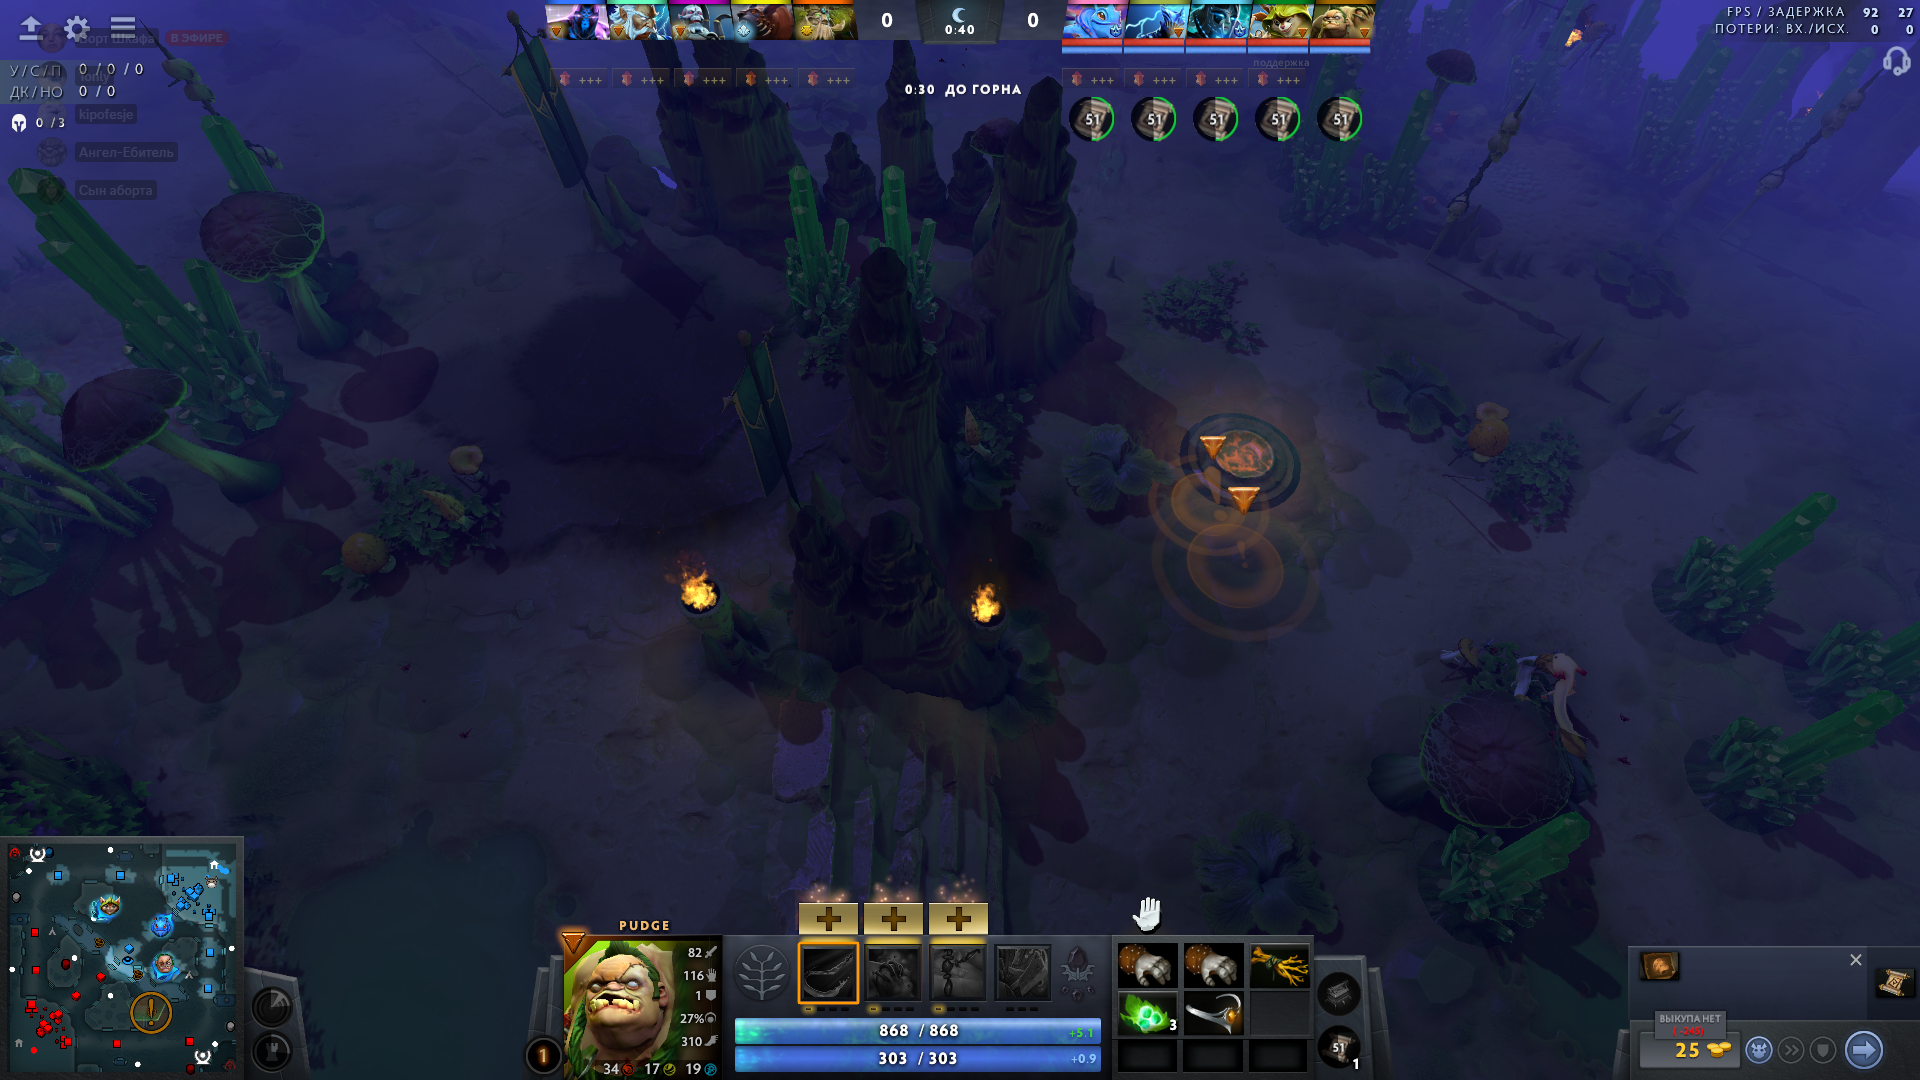 Борт Шкафа В ЭФИРЕ
У/С/П 0 / 0 / 0
ДК/НО 0 / 0
0 /3
kipofesje
Ангел-Ебитель
Сын аборта
0
0:40
0
0:30 ДО ГОРНА
+++ +++ +++ +++ +++
+++ +++ +++ +++
поддержка
51 51 51 51 51
FPS / ЗАДЕРЖКА 92 27
ПОТЕРИ: ВХ./ИСХ. 0 0
PUDGE
82
116
1
27%
310
1
34 17 19
868 / 868 +5.1
303 / 303 +0.9
3
51
1
ВЫКУПА НЕТ
25